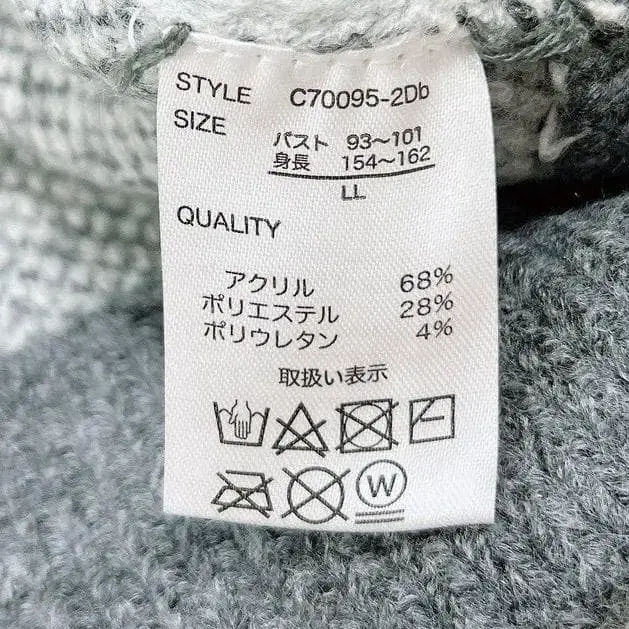 STYLE C70095-2Db
SIZE
バスト 93〜101
身長 154〜162
LL
QUALITY
アクリル 68%
ポリエステル 28%
ポリウレタン 4%
取扱い表示
W